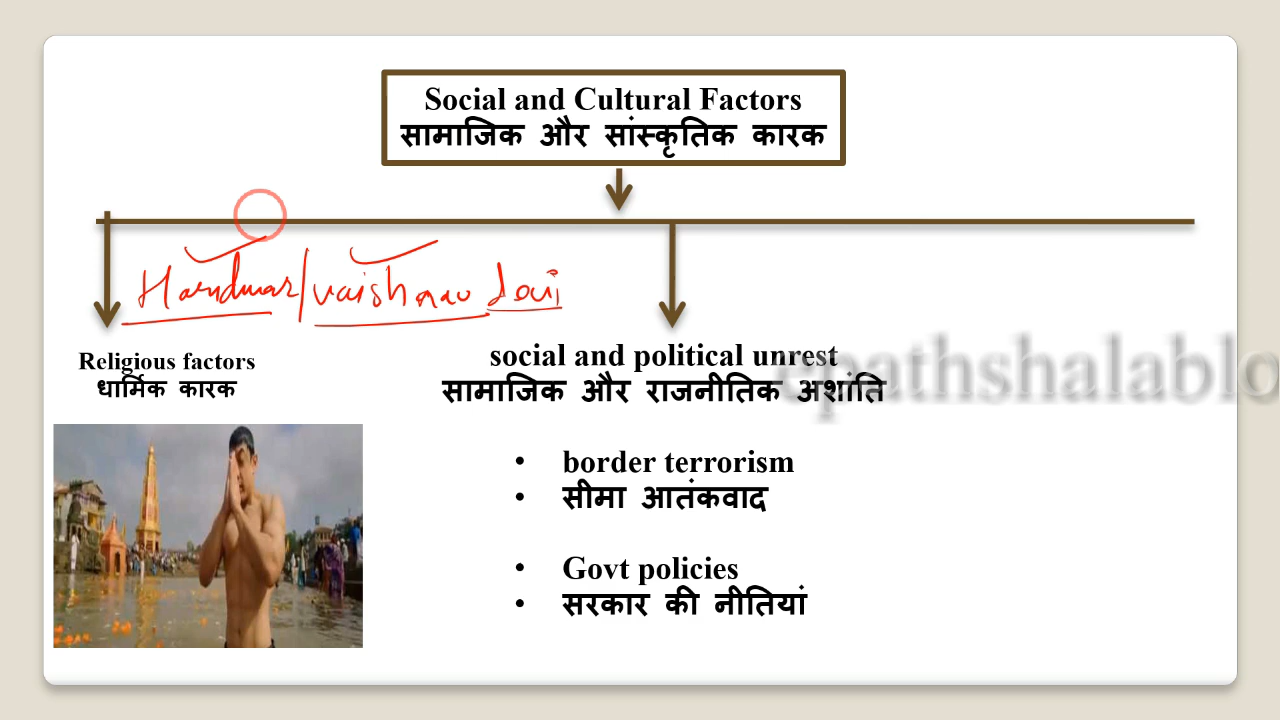 Social and Cultural Factors
सामाजिक और सांस्कृतिक कारक
Haridwar/vaishnav Devi
Religious factors
धार्मिक कारक
social and political unrest
सामाजिक और राजनीतिक अशांति
epathshalablo
• border terrorism
• सीमा आतंकवाद
• Govt policies
• सरकार की नीतियां